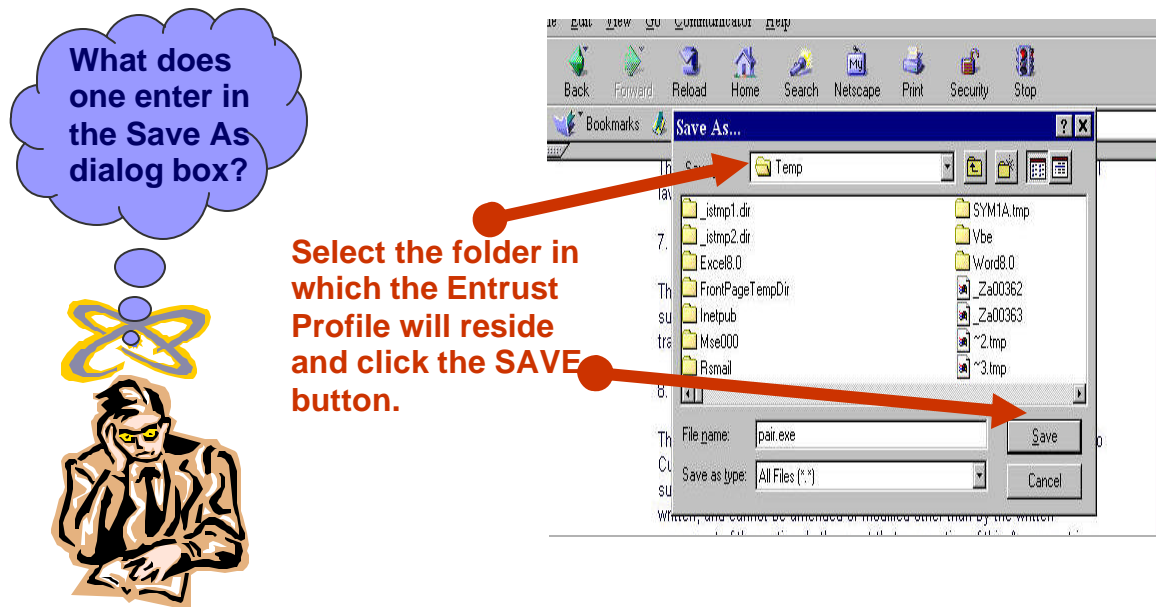 What does
one enter in
the Save As
dialog box?
Select the folder in
which the Entrust
Profile will reside
and click the SAVE
button.
Edit View Go Communicator Help
Back Forward Reload Home Search Netscape Print Security Stop
My
Bookmarks
Save As...
Temp
_istmp1.dir
_istmp2.dir
Excel8.0
FrontPageTempDir
Inetpub
Mse000
Rsmail
SYM1A.tmp
Vbe
Word8.0
_Za00362
_Za00363
~2.tmp
~3.tmp
7.
8.
File name: pair.exe
Save
Save as type: All Files (*.*)
Cancel
written, and cannot be amended or modified other than by the written